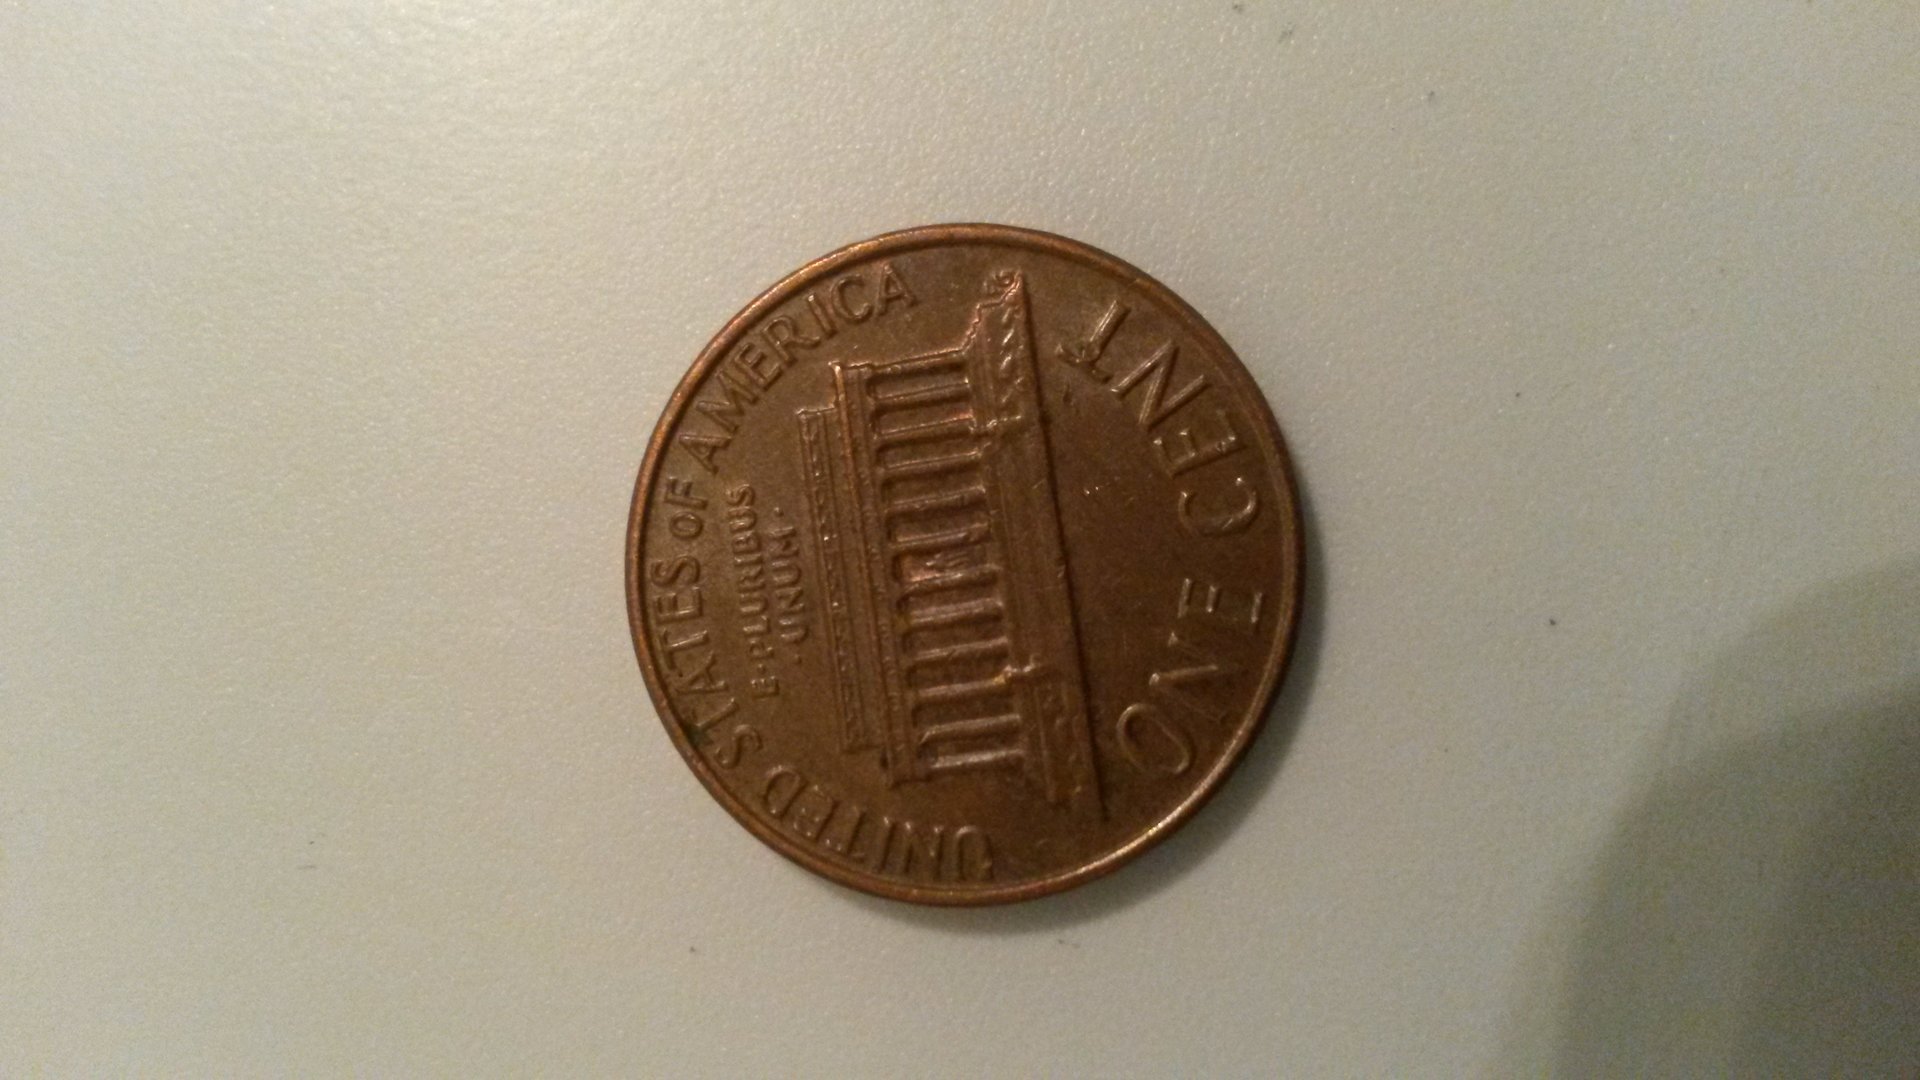 UNITED STATES OF AMERICA
E·PLURIBUS
·UNUM·
ONE CENT